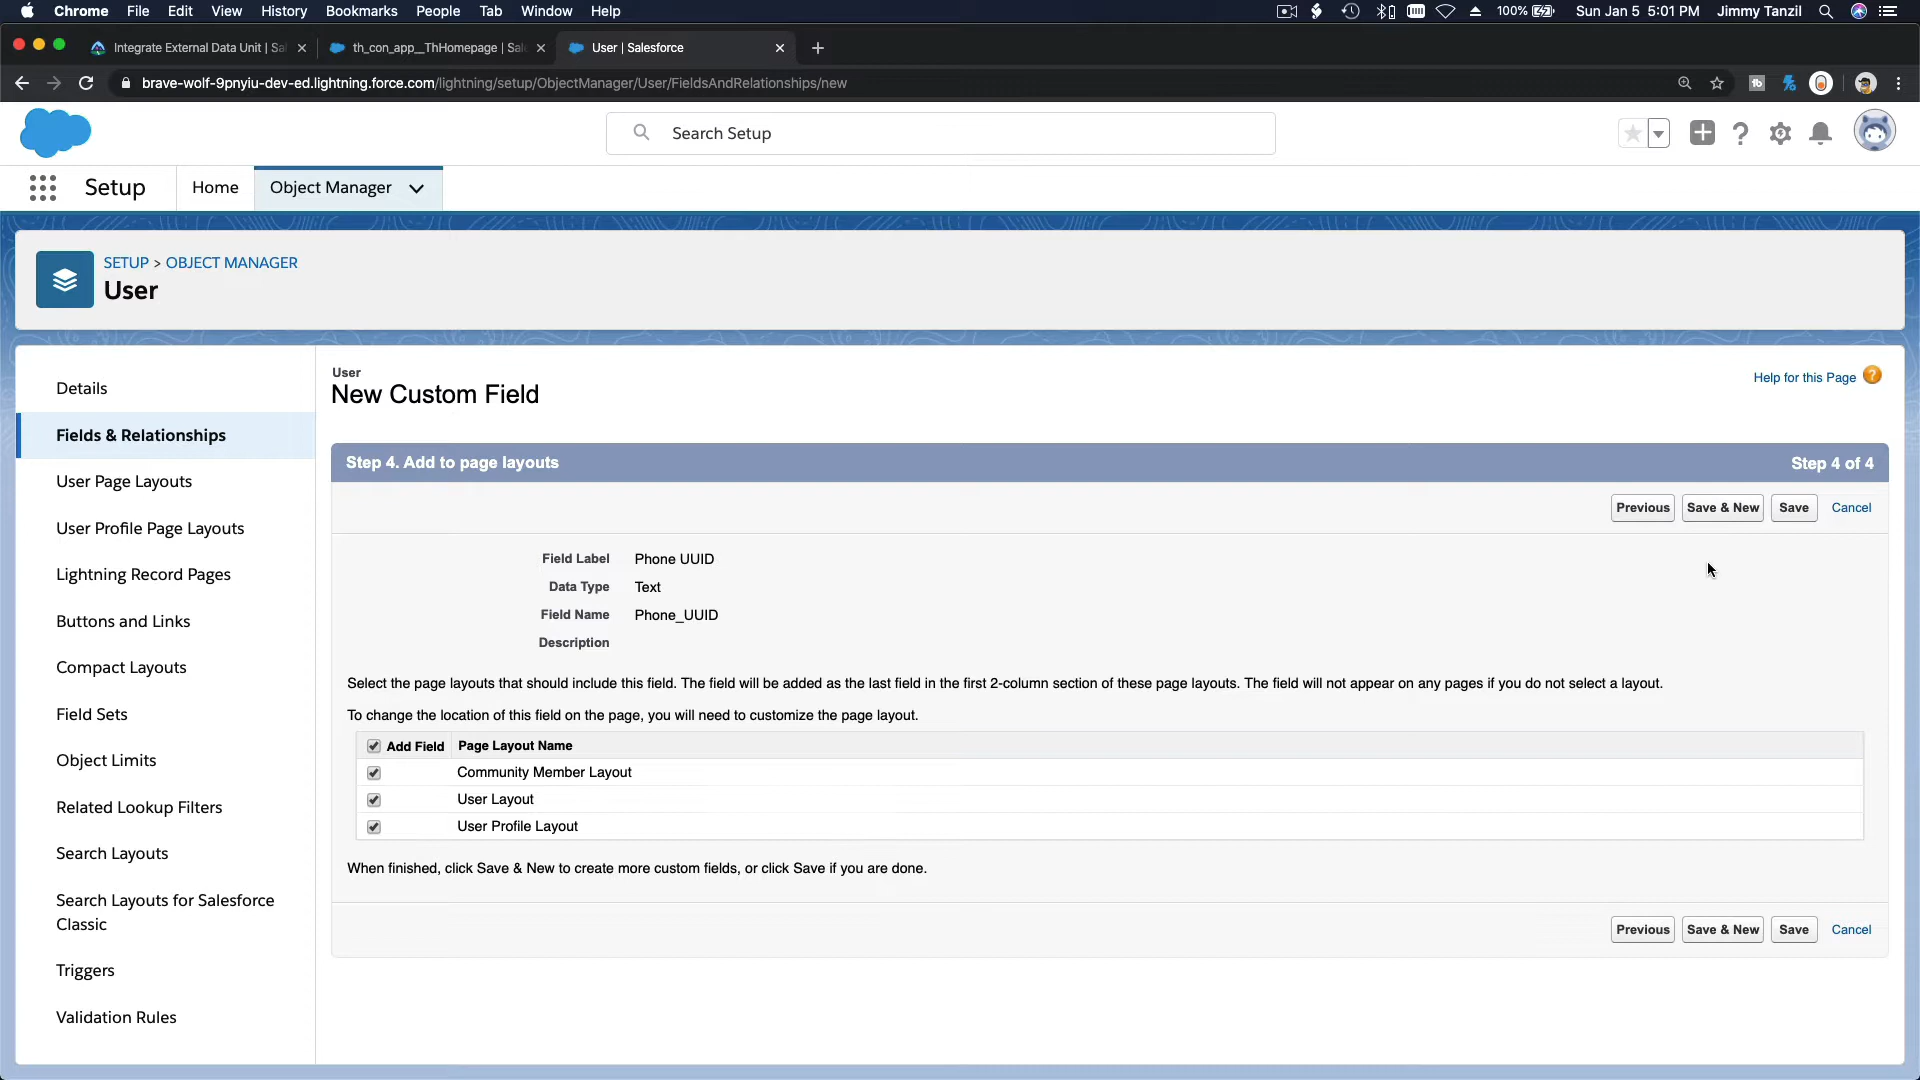 Chrome File Edit View History Bookmarks People Tab Window Help 100% Sun Jan 5 5:01 PM Jimmy Tanzil
Integrate External Data Unit | Sa th_con_app__ThHomepage | Sal User | Salesforce
brave-wolf-9pnyiu-dev-ed.lightning.force.com/lightning/setup/ObjectManager/User/FieldsAndRelationships/new
Search Setup
Setup Home Object Manager
SETUP > OBJECT MANAGER
User
Details
Fields & Relationships
User Page Layouts
User Profile Page Layouts
Lightning Record Pages
Buttons and Links
Compact Layouts
Field Sets
Object Limits
Related Lookup Filters
Search Layouts
Search Layouts for Salesforce
Classic
Triggers
Validation Rules
User
New Custom Field
Help for this Page
Step 4. Add to page layouts Step 4 of 4
Previous Save & New Save Cancel
Field Label Phone UUID
Data Type Text
Field Name Phone_UUID
Description
Select the page layouts that should include this field. The field will be added as the last field in the first 2-column section of these page layouts. The field will not appear on any pages if you do not select a layout.
To change the location of this field on the page, you will need to customize the page layout.
Add Field Page Layout Name
Community Member Layout
User Layout
User Profile Layout
When finished, click Save & New to create more custom fields, or click Save if you are done.
Previous Save & New Save Cancel